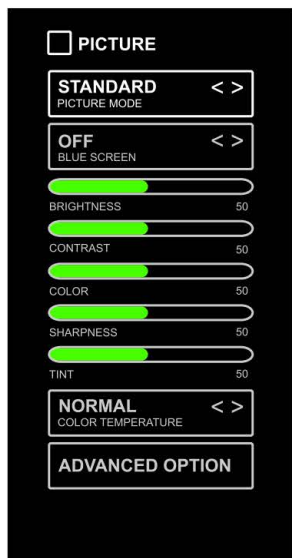 PICTURE
STANDARD < >
PICTURE MODE
OFF < >
BLUE SCREEN
BRIGHTNESS 50
CONTRAST 50
COLOR 50
SHARPNESS 50
TINT 50
NORMAL < >
COLOR TEMPERATURE
ADVANCED OPTION